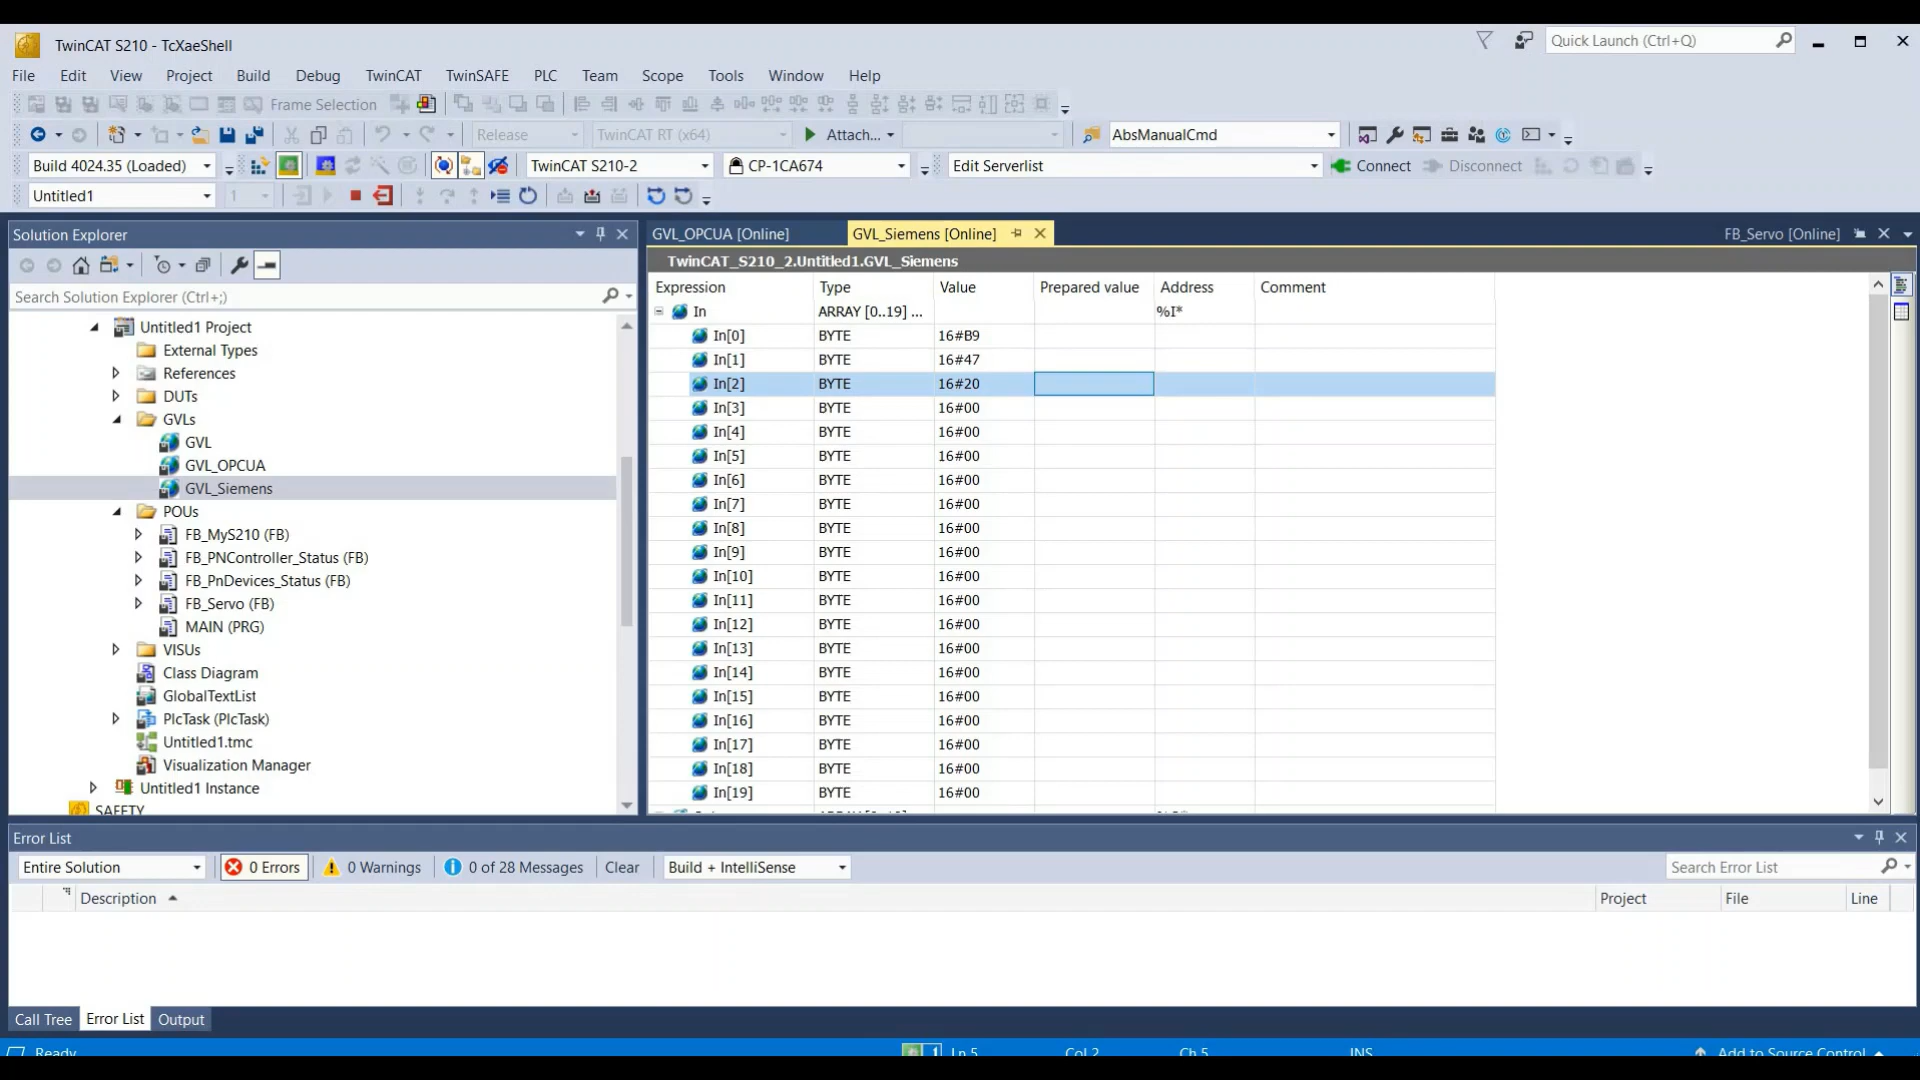 TwinCAT S210 - TcXaeShell
Quick Launch (Ctrl+Q)
File Edit View Project Build Debug TwinCAT TwinSAFE PLC Team Scope Tools Window Help
Frame Selection
Release TwinCAT RT (x64) Attach... AbsManualCmd
Build 4024.35 (Loaded) TwinCAT S210-2 CP-1CA674 Edit Serverlist Connect Disconnect
Untitled1 1
Solution Explorer
Search Solution Explorer (Ctrl+;)
Untitled1 Project
External Types
References
DUTs
GVLs
GVL
GVL_OPCUA
GVL_Siemens
POUs
FB_MyS210 (FB)
FB_PNController_Status (FB)
FB_PnDevices_Status (FB)
FB_Servo (FB)
MAIN (PRG)
VISUs
Class Diagram
GlobalTextList
PlcTask (PlcTask)
Untitled1.tmc
Visualization Manager
Untitled1 Instance
SAFETY
GVL_OPCUA [Online] GVL_Siemens [Online] FB_Servo [Online]
TwinCAT_S210_2.Untitled1.GVL_Siemens
Expression Type Value Prepared value Address Comment
In ARRAY [0..19] ... %I*
In[0] BYTE 16#B9
In[1] BYTE 16#47
In[2] BYTE 16#20
In[3] BYTE 16#00
In[4] BYTE 16#00
In[5] BYTE 16#00
In[6] BYTE 16#00
In[7] BYTE 16#00
In[8] BYTE 16#00
In[9] BYTE 16#00
In[10] BYTE 16#00
In[11] BYTE 16#00
In[12] BYTE 16#00
In[13] BYTE 16#00
In[14] BYTE 16#00
In[15] BYTE 16#00
In[16] BYTE 16#00
In[17] BYTE 16#00
In[18] BYTE 16#00
In[19] BYTE 16#00
Error List
Entire Solution 0 Errors 0 Warnings 0 of 28 Messages Clear Build + IntelliSense Search Error List
Description Project File Line
Call Tree Error List Output
Ready 1 Ln 5 Col 2 Ch 5 INS Add to Source Control